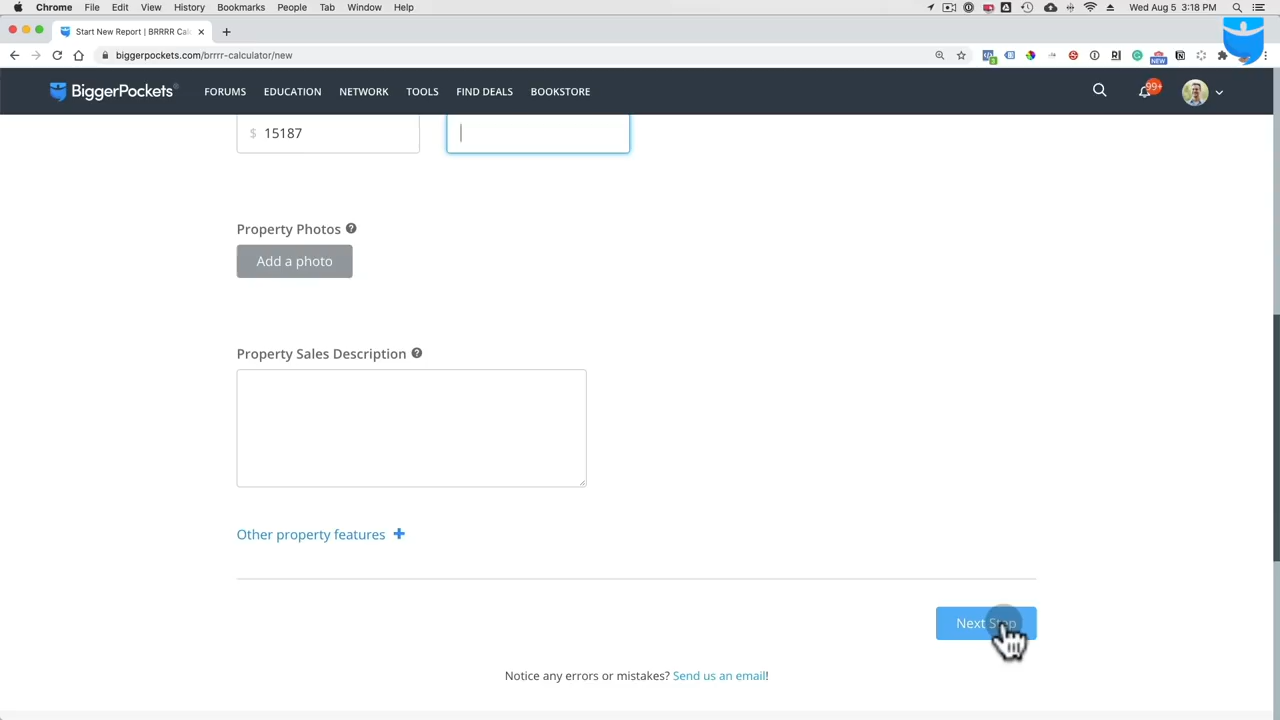 Chrome File Edit View History Bookmarks People Tab Window Help Wed Aug 5 3:18 PM
Start New Report | BRRRR Calc
biggerpockets.com/brrrr-calculator/new
NEW
BiggerPockets FORUMS EDUCATION NETWORK TOOLS FIND DEALS BOOKSTORE 99+
$ 15187
Property Photos
Add a photo
Property Sales Description
Other property features +
Next Step
Notice any errors or mistakes? Send us an email!